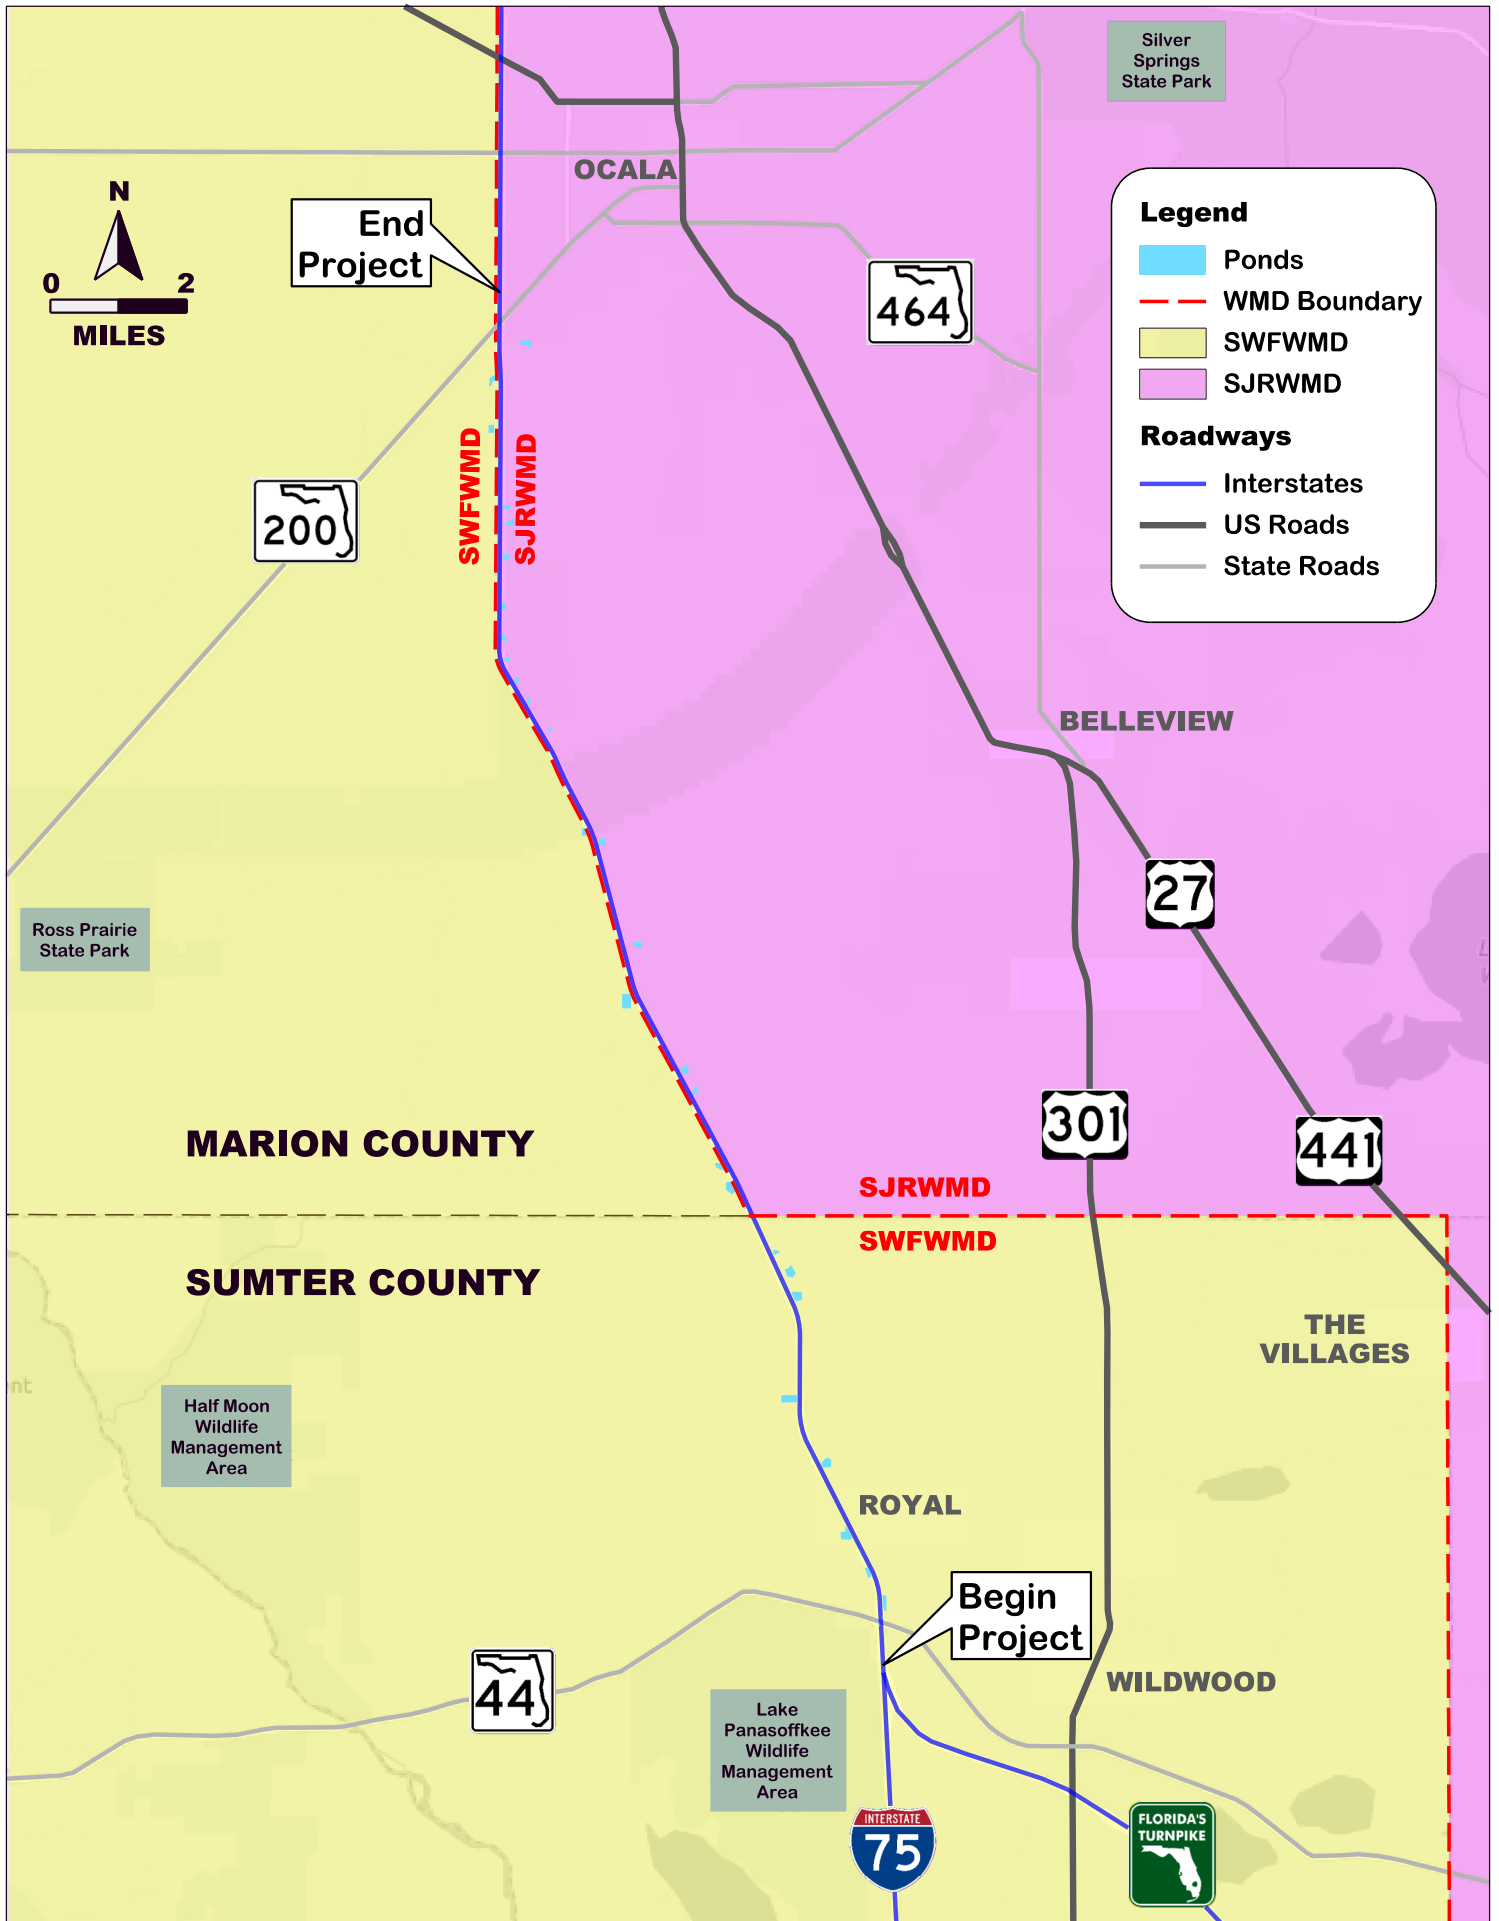 Silver
Springs
State Park
OCALA
N
0 2
MILES
End
Project
Legend
Ponds
WMD Boundary
SWFWMD
SJRWMD
Roadways
Interstates
US Roads
State Roads
464
200
SWFWMD
SJRWMD
BELLEVIEW
27
Ross Prairie
State Park
301
441
MARION COUNTY
SJRWMD
SWFWMD
SUMTER COUNTY
THE
VILLAGES
nt
Half Moon
Wildlife
Management
Area
ROYAL
Begin
Project
44
WILDWOOD
Lake
Panasoffkee
Wildlife
Management
Area
INTERSTATE
75
FLORIDA'S
TURNPIKE